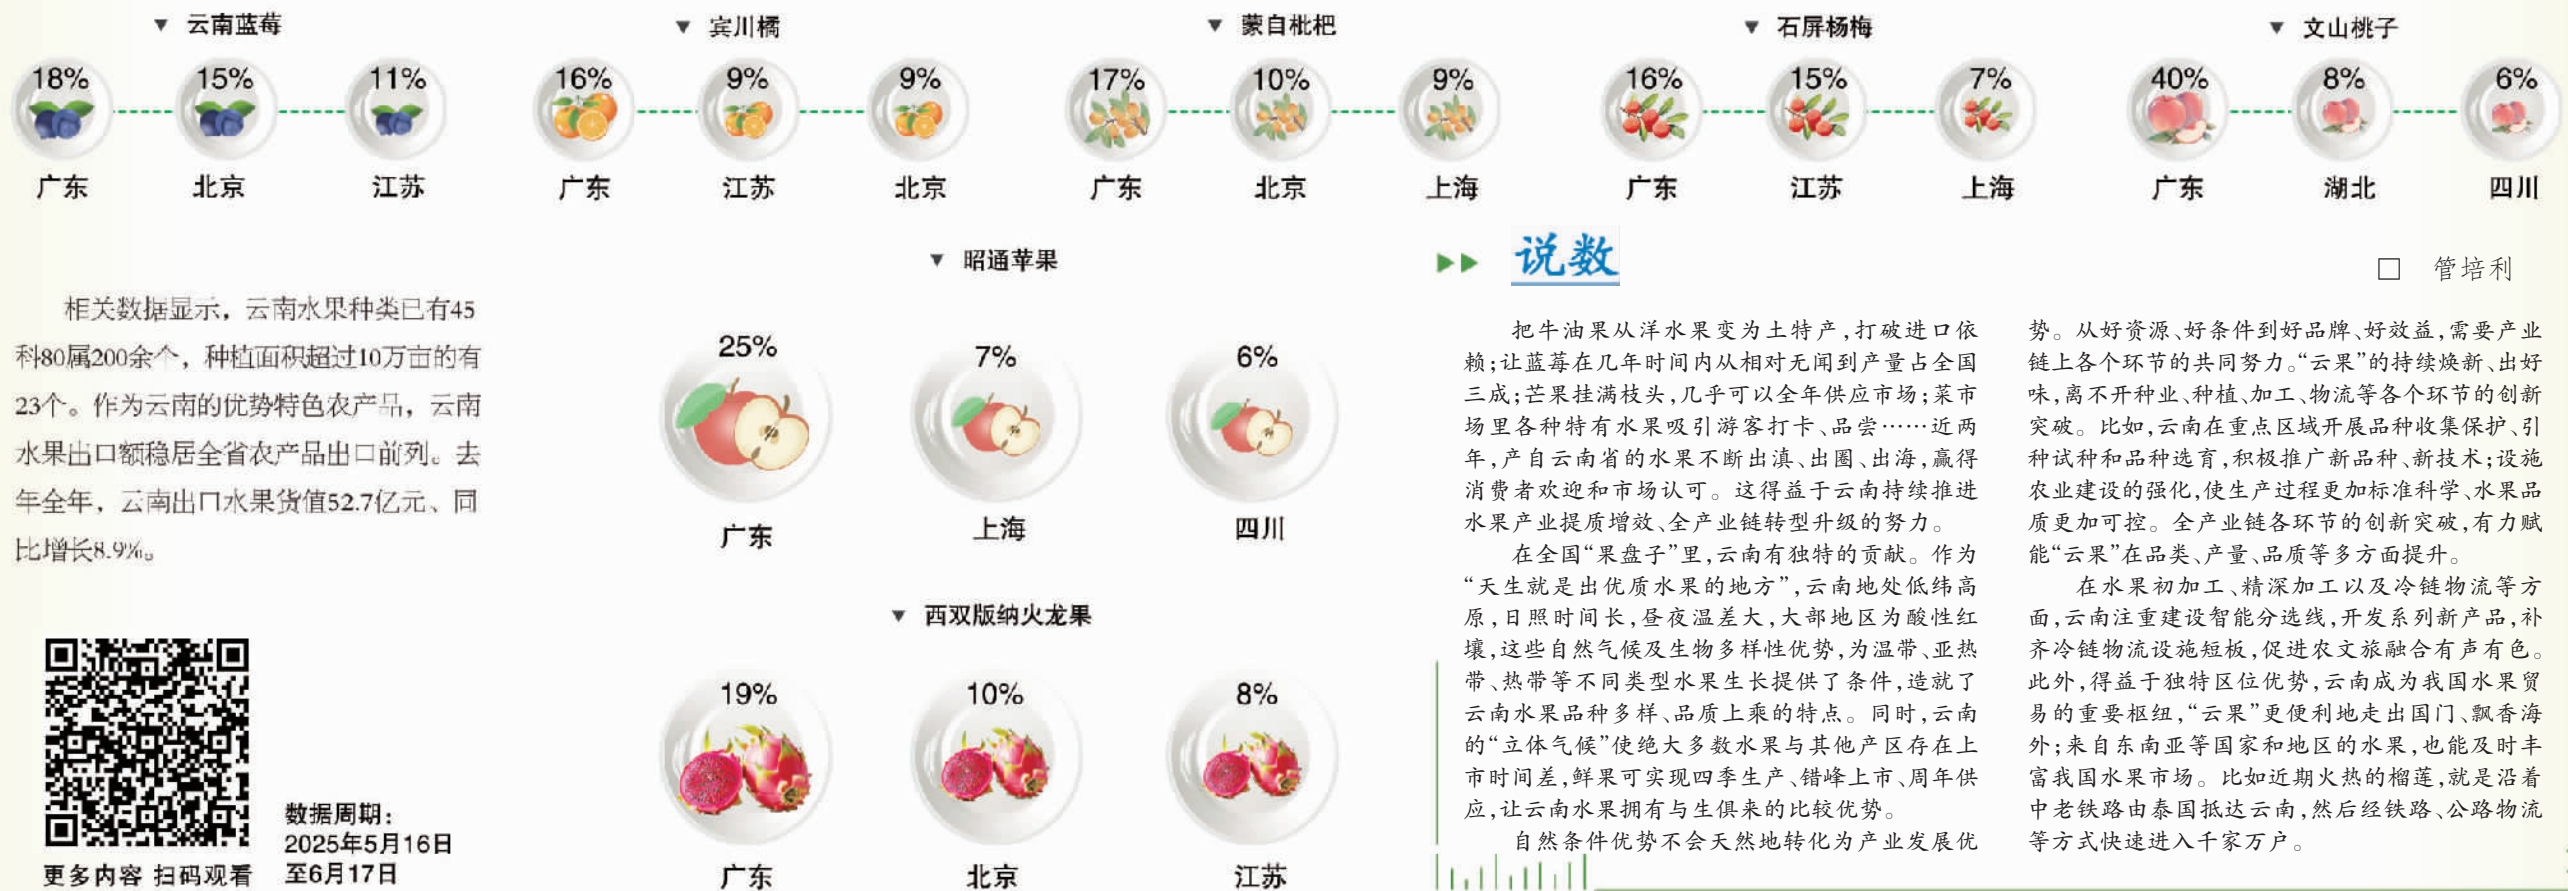 ▼ 云南蓝莓
18% 15% 11%
广东 北京 江苏
▼ 宾川橘
16% 9% 9%
广东 江苏 北京
▼ 蒙自枇杷
17% 10% 9%
广东 北京 上海
▼ 石屏杨梅
16% 15% 7%
广东 江苏 上海
▼ 文山桃子
40% 8% 6%
广东 湖北 四川
相关数据显示，云南水果种类已有45
科80属200余个，种植面积超过10万亩的有
23个。作为云南的优势特色农产品，云南
水果出口额稳居全省农产品出口前列。去
年全年，云南出口水果货值52.7亿元、同
比增长8.9%。
更多内容 扫码观看
数据周期：
2025年5月16日
至6月17日
▼ 昭通苹果
25% 7% 6%
广东 上海 四川
▼ 西双版纳火龙果
19% 10% 8%
广东 北京 江苏
说数
□ 管培利
把牛油果从洋水果变为土特产，打破进口依
赖；让蓝莓在几年时间内从相对无闻到产量占全国
三成；芒果挂满枝头，几乎可以全年供应市场；菜市
场里各种特有水果吸引游客打卡、品尝……近两
年，产自云南省的水果不断出滇、出圈、出海，赢得
消费者欢迎和市场认可。这得益于云南持续推进
水果产业提质增效、全产业链转型升级的努力。
在全国“果盘子”里，云南有独特的贡献。作为
“天生就是出优质水果的地方”，云南地处低纬高
原，日照时间长，昼夜温差大，大部地区为酸性红
壤，这些自然气候及生物多样性优势，为温带、亚热
带、热带等不同类型水果生长提供了条件，造就了
云南水果品种多样、品质上乘的特点。同时，云南
的“立体气候”使绝大多数水果与其他产区存在上
市时间差，鲜果可实现四季生产、错峰上市、周年供
应，让云南水果拥有与生俱来的比较优势。
自然条件优势不会天然地转化为产业发展优
势。从好资源、好条件到好品牌、好效益，需要产业
链上各个环节的共同努力。“云果”的持续焕新、出好
味，离不开种业、种植、加工、物流等各个环节的创新
突破。比如，云南在重点区域开展品种收集保护、引
种试种和品种选育，积极推广新品种、新技术；设施
农业建设的强化，使生产过程更加标准科学、水果品
质更加可控。全产业链各环节的创新突破，有力赋
能“云果”在品类、产量、品质等多方面提升。
在水果初加工、精深加工以及冷链物流等方
面，云南注重建设智能分选线，开发系列新产品，补
齐冷链物流设施短板，促进农文旅融合有声有色。
此外，得益于独特区位优势，云南成为我国水果贸
易的重要枢纽，“云果”更便利地走出国门、飘香海
外；来自东南亚等国家和地区的水果，也能及时丰
富我国水果市场。比如近期火热的榴莲，就是沿着
中老铁路由泰国抵达云南，然后经铁路、公路物流
等方式快速进入千家万户。